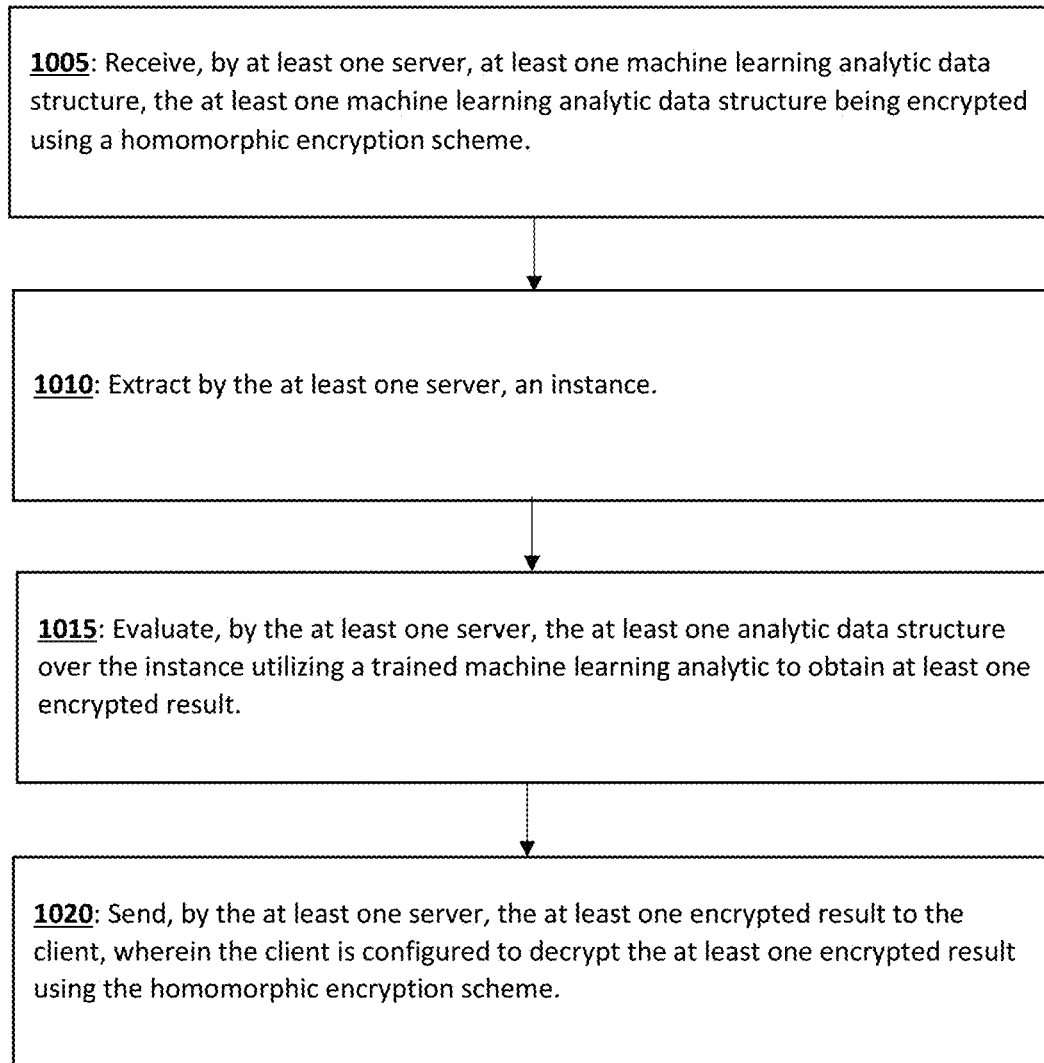 1005: Receive, by at least one server, at least one machine learning analytic data
structure, the at least one machine learning analytic data structure being encrypted
using a homomorphic encryption scheme.
1010: Extract by the at least one server, an instance.
1015: Evaluate, by the at least one server, the at least one analytic data structure
over the instance utilizing a trained machine learning analytic to obtain at least one
encrypted result.
1020: Send, by the at least one server, the at least one encrypted result to the
client, wherein the client is configured to decrypt the at least one encrypted result
using the homomorphic encryption scheme.